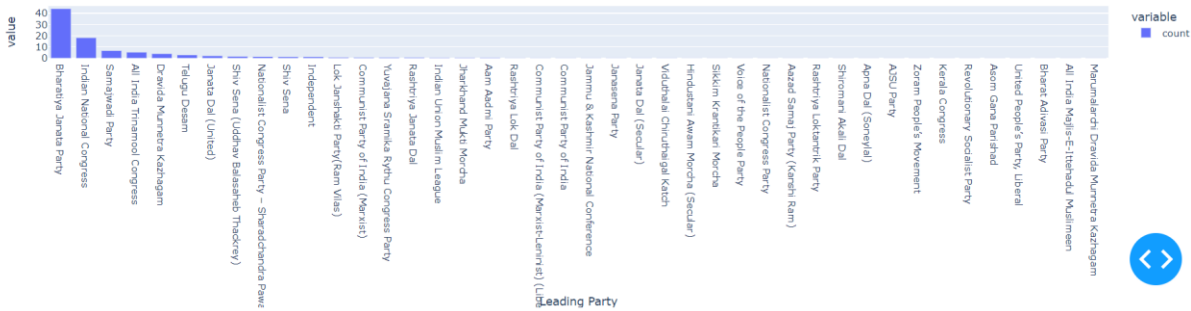 value
40
30
20
10
0
Bharatiya Janata Party
Indian National Congress
Samajwadi Party
All India Trinamool Congress
Dravida Munnetra Kazhagam
Telugu Desam
Janata Dal (United)
Shiv Sena (Uddhav Balasaheb Thackrey)
Nationalist Congress Party – Sharadchandra Pawa
Shiv Sena
Independent
Lok Janshakti Party(Ram Vilas)
Communist Party of India (Marxist)
Yuvajana Sramika Rythu Congress Party
Rashtriya Janata Dal
Indian Union Muslim League
Jharkhand Mukti Morcha
Aam Aadmi Party
Rashtriya Lok Dal
Communist Party of India (Marxist-Leninist) (Libe
Communist Party of India
Jammu & Kashmir National Conference
Janasena Party
Janata Dal (Secular)
Viduthalai Chiruthaigal Katchi
Hindustani Awam Morcha (Secular)
Sikkim Krantikari Morcha
Voice of the People Party
Nationalist Congress Party
Aazad Samaj Party (Kanshi Ram)
Rashtriya Loktantrik Party
Shiromani Akali Dal
Apna Dal (Soneylal)
AJSU Party
Zoram People's Movement
Kerala Congress
Revolutionary Socialist Party
Asom Gana Parishad
United People's Party, Liberal
Bharat Adivasi Party
All India Majlis-E-Ittehadul Muslimeen
Marumalarchi Dravida Munnetra Kazhagam
Leading Party
variable
count